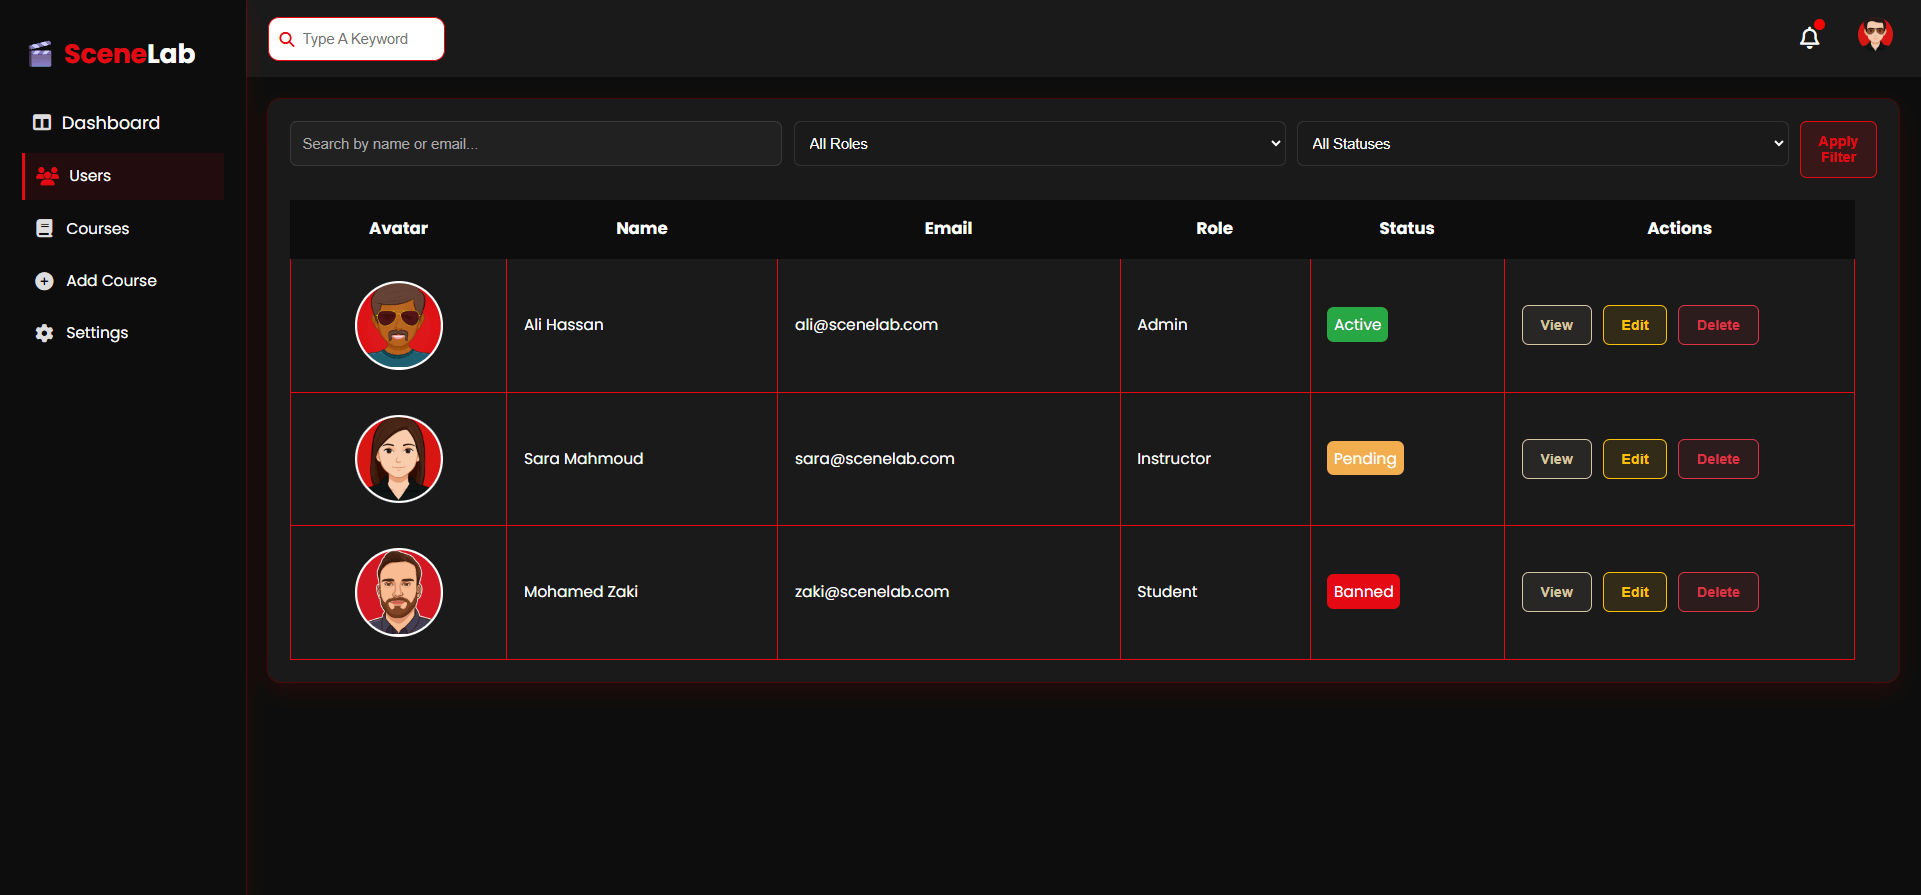 SceneLab
Type A Keyword
Dashboard
Users
Courses
Add Course
Settings
Search by name or email...
All Roles
All Statuses
Apply
Filter
Avatar Name Email Role Status Actions
Ali Hassan ali@scenelab.com Admin Active View Edit Delete
Sara Mahmoud sara@scenelab.com Instructor Pending View Edit Delete
Mohamed Zaki zaki@scenelab.com Student Banned View Edit Delete